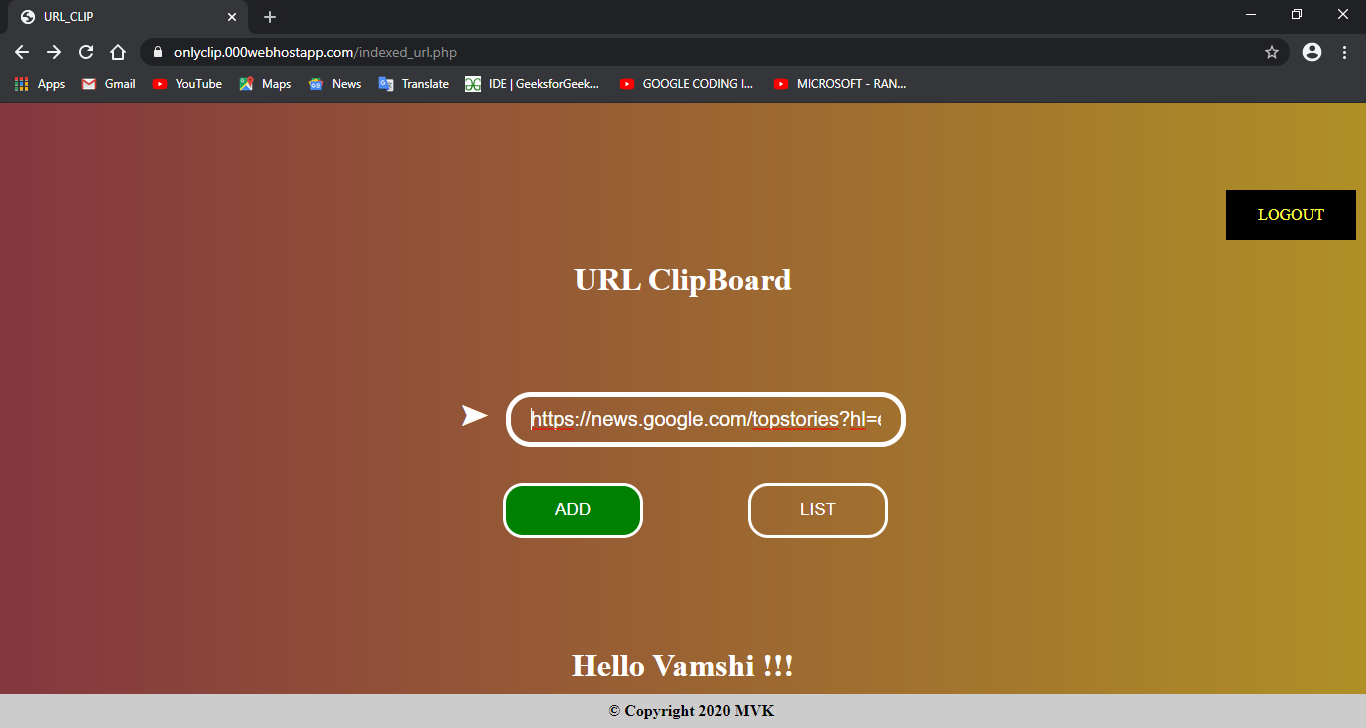 URL_CLIP
onlyclip.000webhostapp.com/indexed_url.php
Apps Gmail YouTube Maps News Translate IDE | GeeksforGeek... GOOGLE CODING I... MICROSOFT - RAN...
LOGOUT
URL ClipBoard
➤ https://news.google.com/topstories?hl=e
ADD LIST
Hello Vamshi !!!
© Copyright 2020 MVK